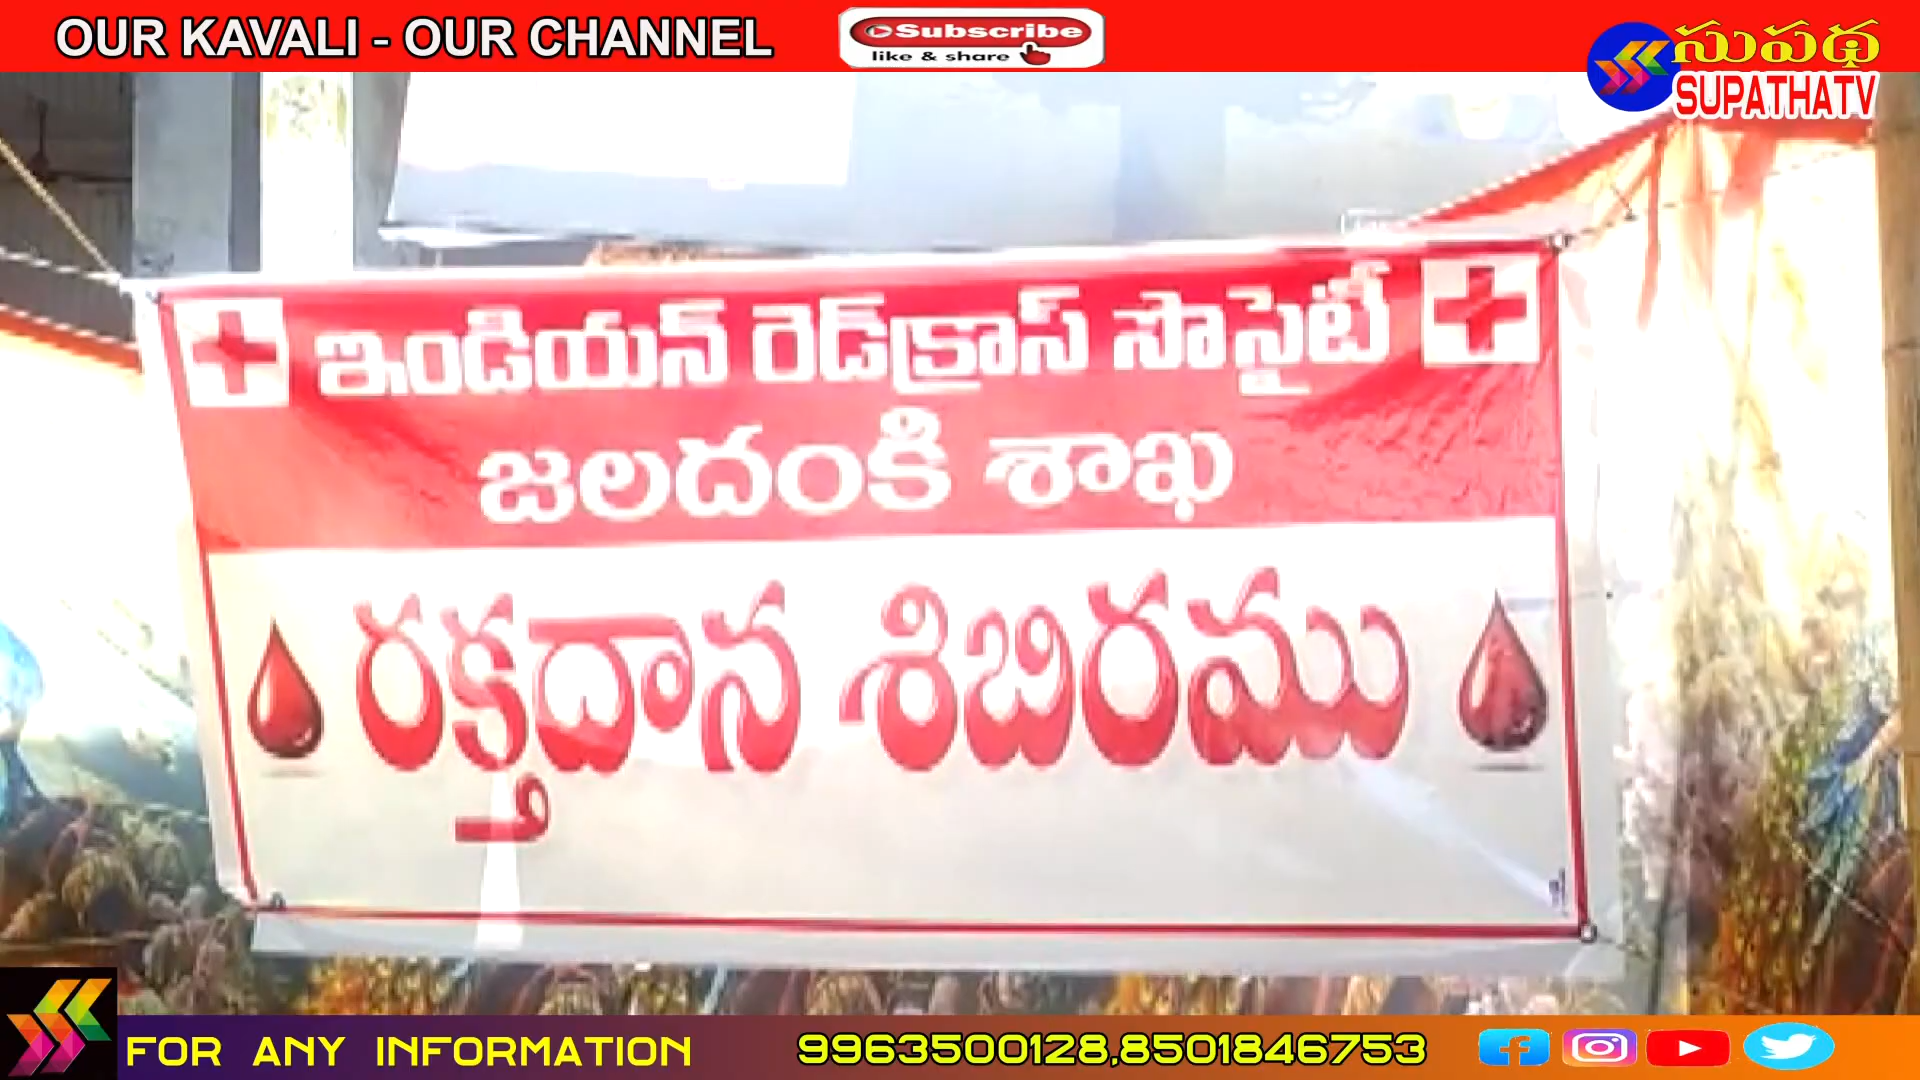 OUR KAVALI - OUR CHANNEL
Subscribe
like & share
సుపథ
SUPATHATV
ఇండియన్ రెడ్‌క్రాస్ సొసైటీ
జలదంకి శాఖ
రక్తదాన శిబిరము
FOR ANY INFORMATION
9963500128,8501846753